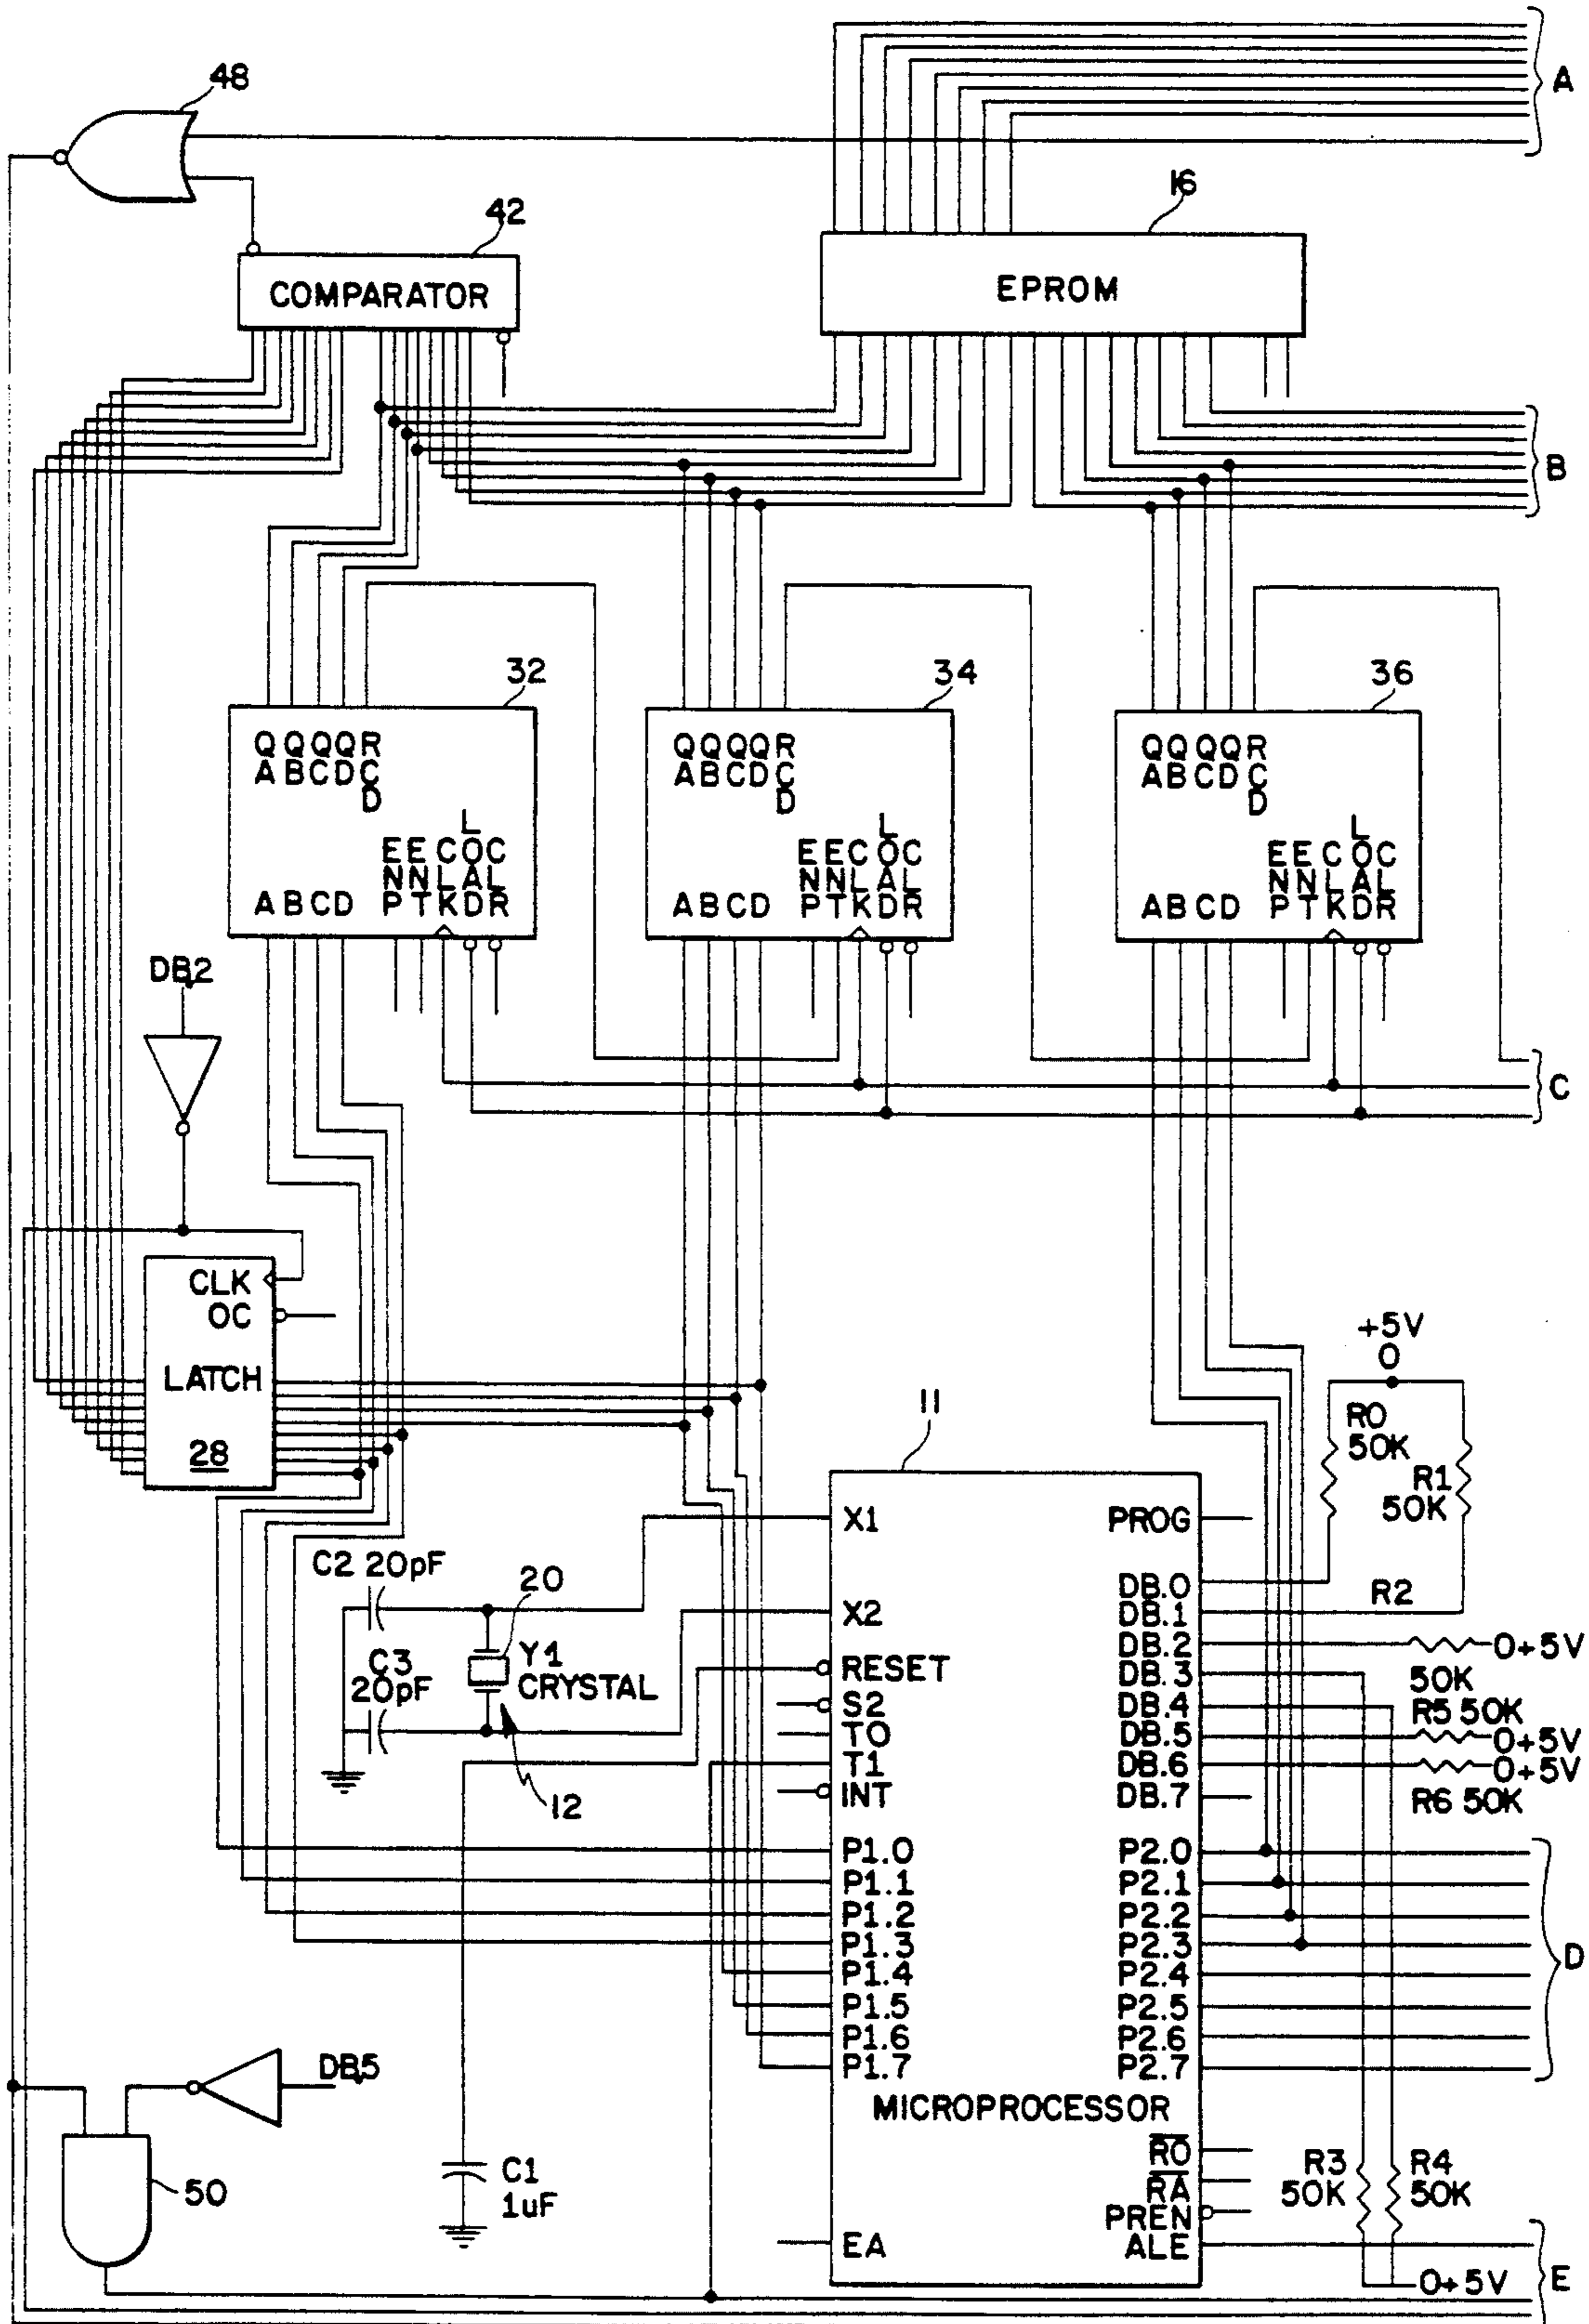 A
48
16
42
COMPARATOR
EPROM
B
32
34
36
QQQQR
ABCDC
D
L
EECOC
NNLAL
ABCD PTKDR
QQQQR
ABCDC
D
L
EECOC
NNLAL
ABCD PTKDR
QQQQR
ABCDC
D
L
EECOC
NNLAL
ABCD PTKDR
DB.2
C
CLK
OC
LATCH
28
+5V
O
R0
50K
R1
50K
11
X1
PROG
C2 20pF
20
DB.0
X2
DB.1
R2
C3
20pF
Y1
CRYSTAL
RESET
DB.2
O+5V
DB.3
50K
S2
DB.4
R5 50K
TO
DB.5
O+5V
T1
DB.6
O+5V
INT
DB.7
R6 50K
12
P1.0
P2.0
P1.1
P2.1
P1.2
P2.2
P1.3
P2.3
D
P1.4
P2.4
P1.5
P2.5
P1.6
P2.6
P1.7
P2.7
DB.5
MICROPROCESSOR
RO
50
C1
1uF
RA
R3
50K
R4
50K
PREN
EA
ALE
O+5V
E